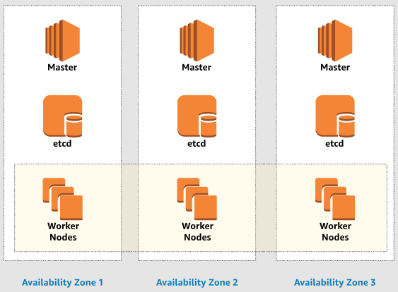 Master
Master
Master
etcd
etcd
etcd
Worker
Nodes
Worker
Nodes
Worker
Nodes
Availability Zone 1
Availability Zone 2
Availability Zone 3